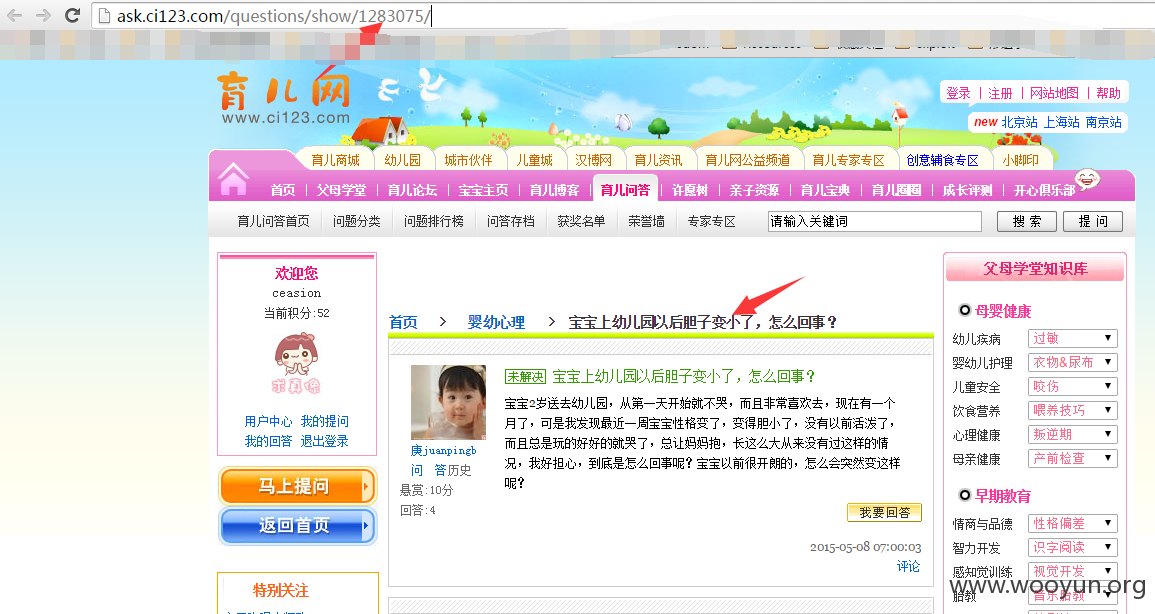 ask.ci123.com/questions/show/1283075/
育儿网
www.ci123.com
登录 | 注册 | 网站地图 | 帮助
new 北京站 上海站 南京站
育儿商城 幼儿园 城市伙伴 儿童城 汉博网 育儿资讯 育儿网公益频道 育儿专家专区 创意辅食专区 小脚印
首页 父母学堂 育儿论坛 宝宝主页 育儿博客 育儿问答 许愿树 亲子资源 育儿宝典 育儿圈圈 成长评测 开心俱乐部
育儿问答首页 问题分类 问题排行榜 问答存档 获奖名单 荣誉墙 专家专区 请输入关键词 搜 索 提 问
欢迎您
ceasion
当前积分:52
求真像
用户中心 我的提问
我的回答 退出登录
马上提问
返回首页
特别关注
首页 > 婴幼心理 > 宝宝上幼儿园以后胆子变小了，怎么回事？
未解决 宝宝上幼儿园以后胆子变小了，怎么回事？
宝宝2岁送去幼儿园，从第一天开始就不哭，而且非常喜欢去，现在有一个
月了，可是我发现最近一周宝宝性格变了，变得胆小了，没有以前活泼了，
而且总是玩的好好的就哭了，总让妈妈抱，长这么大从来没有过这样的情
况，我好担心，到底是怎么回事呢？宝宝以前很开朗的，怎么会突然变这样
呢？
庹juanpingb
问 答历史
悬赏:10分
回答:4
我要回答
2015-05-08 07:00:03
评论
父母学堂知识库
母婴健康
幼儿疾病 过敏
婴幼儿护理 衣物&尿布
儿童安全 咬伤
饮食营养 喂养技巧
心理健康 叛逆期
母亲健康 产前检查
早期教育
情商与品德 性格偏差
智力开发 识字阅读
感知觉训练 视觉开发
胎教 音乐胎教
www.wooyun.org